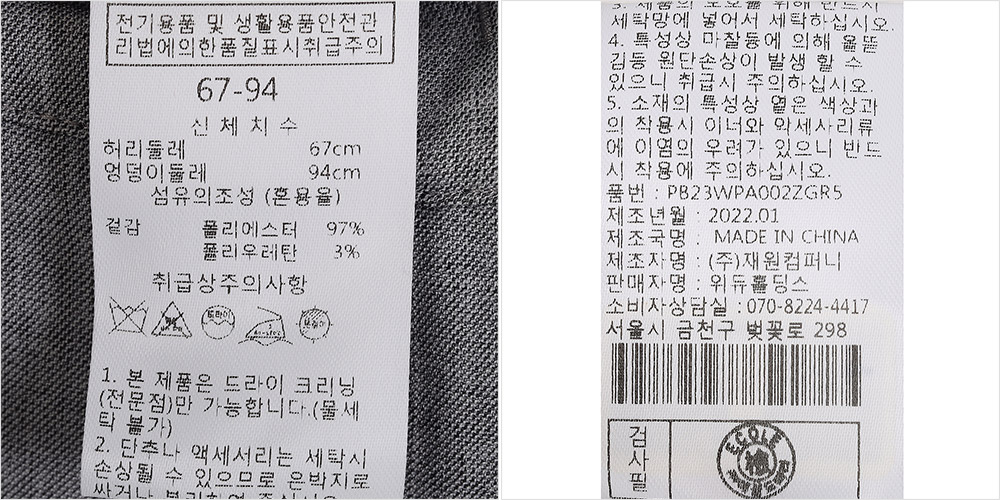 전기용품 및 생활용품안전관
리법에의한품질표시취급주의
67-94
신 체 치 수
허리둘레 67cm
엉덩이둘레 94cm
섬유의조성 (혼용율)
겉감 폴리에스터 97%
폴리우레탄 3%
취급상주의사항
드라이
1. 본 제품은 드라이 크리닝
(전문점)만 가능합니다.(물세
탁 불가)
2. 단추나 액세서리는 세탁시
손상될 수 있으므로 은박지로
세탁망에 넣어서 세탁하십시오.
4. 특성상 마찰등에 의해 올뜯
김등 원단손상이 발생 할 수
있으니 취급시 주의하십시오.
5. 소재의 특성상 옅은 색상과
의 착용시 이너와 악세사리류
에 이염의 우려가 있으니 반드
시 착용에 주의하십시오.
품번 : PB23WPA002ZGR5
제조년월 : 2022.01
제조국명 : MADE IN CHINA
제조자명 : (주)재원컴퍼니
판매자명 : 위듀홀딩스
소비자상담실 : 070-8224-4417
서울시 금천구 벚꽃로 298
검사필
ECOLE